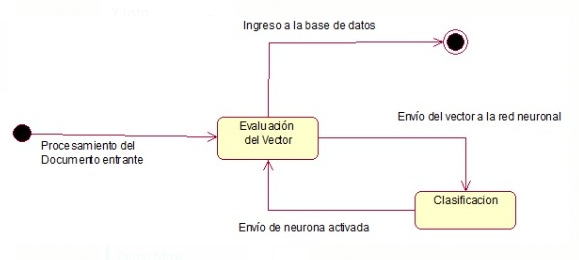 Ingreso a la base de datos
Evaluación
del Vector
Envío del vector a la red neuronal
Procesamiento del
Documento entrante
Clasificacion
Envío de neurona activada